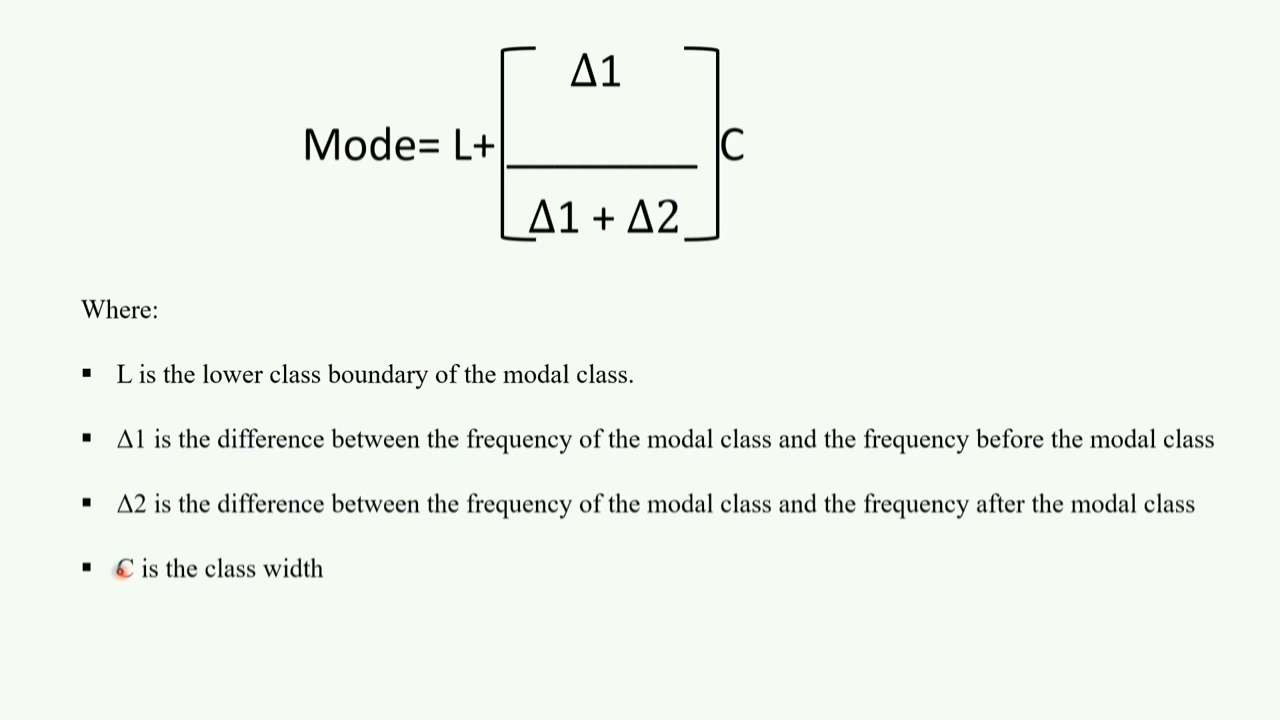 Δ1
Mode= L+ C
Δ1 + Δ2
Where:
▪ L is the lower class boundary of the modal class.
▪ Δ1 is the difference between the frequency of the modal class and the frequency before the modal class
▪ Δ2 is the difference between the frequency of the modal class and the frequency after the modal class
▪ C is the class width